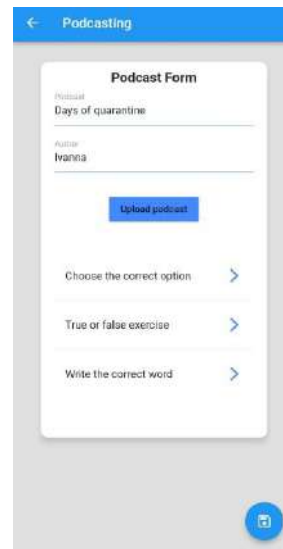 Podcasting
Podcast Form
Podcast
Days of quarantine
Author
Ivanna
Upload podcast
Choose the correct option
True or false exercise
Write the correct word